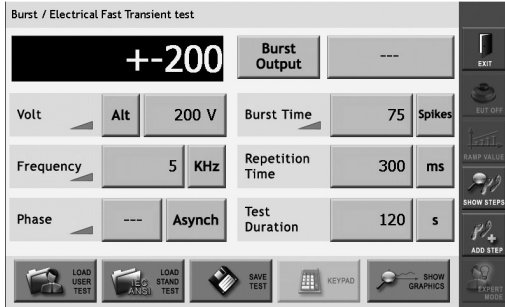 Burst / Electrical Fast Transient test
+-200
Burst
Output
---
EXIT
EUT OFF
Volt
Alt
200 V
Burst Time
75
Spikes
RAMP VALUE
Frequency
5
KHz
Repetition
Time
300
ms
SHOW STEPS
Phase
---
Asynch
Test
Duration
120
s
ADD STEP
LOAD
USER
TEST
IEC
ANSI
LOAD
STAND
TEST
SAVE
TEST
KEYPAD
SHOW
GRAPHICS
EXPERT
MODE